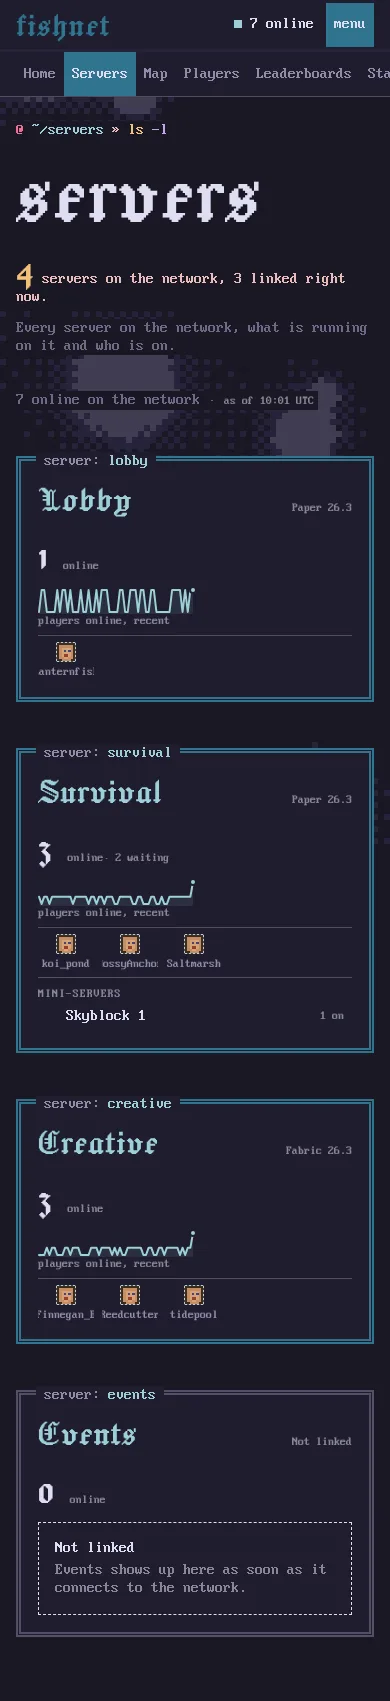 fishnet
7 online
menu
Home Servers Map Players Leaderboards Sta
@ ~/servers » ls -l
servers
4 servers on the network, 3 linked right
now.
Every server on the network, what is running
on it and who is on.
7 online on the network · as of 10:01 UTC
server: lobby
Lobby
Paper 26.3
1 online
players online, recent
anternfis
server: survival
Survival
Paper 26.3
3 online · 2 waiting
players online, recent
koi_pond ossyAncho Saltmarsh
MINI-SERVERS
Skyblock 1
1 on
server: creative
Creative
Fabric 26.3
3 online
players online, recent
Finnegan_B Reedcutter tidepool
server: events
Events
Not linked
0 online
Not linked
Events shows up here as soon as it
connects to the network.